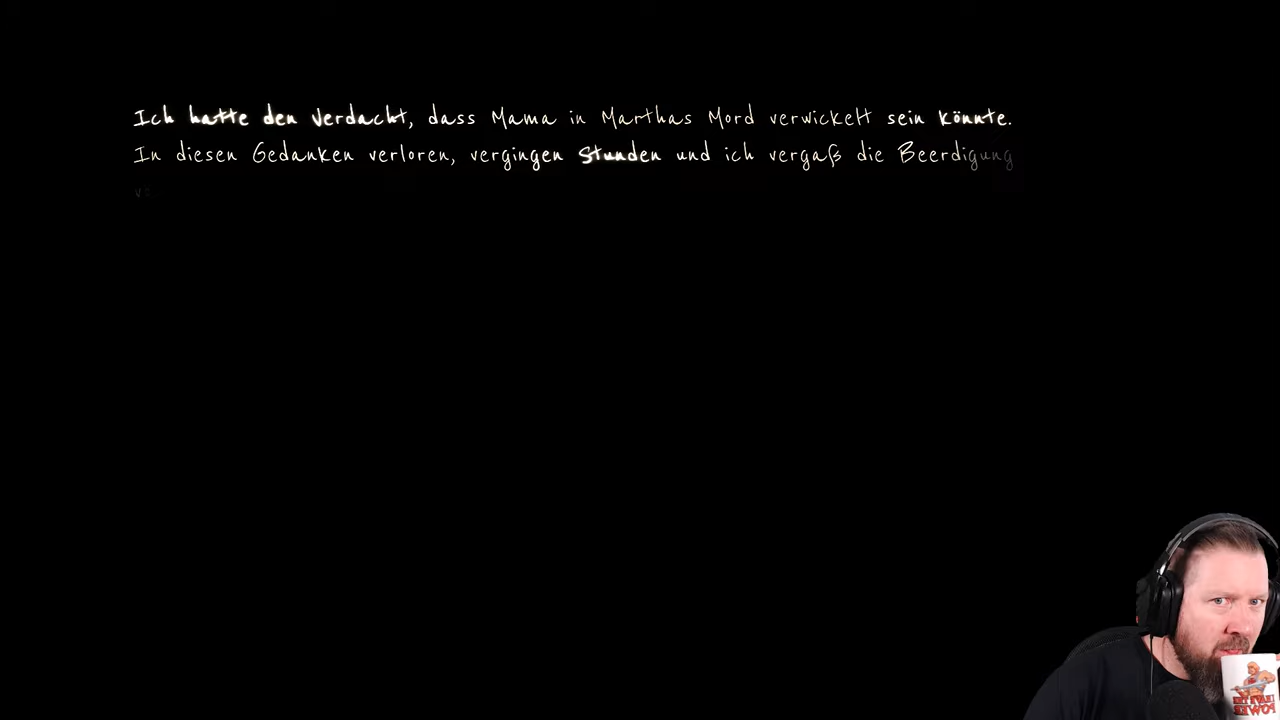 Ich hatte den Verdacht, dass Mama in Marthas Mord verwickelt sein könnte.
In diesen Gedanken verloren, vergingen Stunden und ich vergaß die Beerdigung